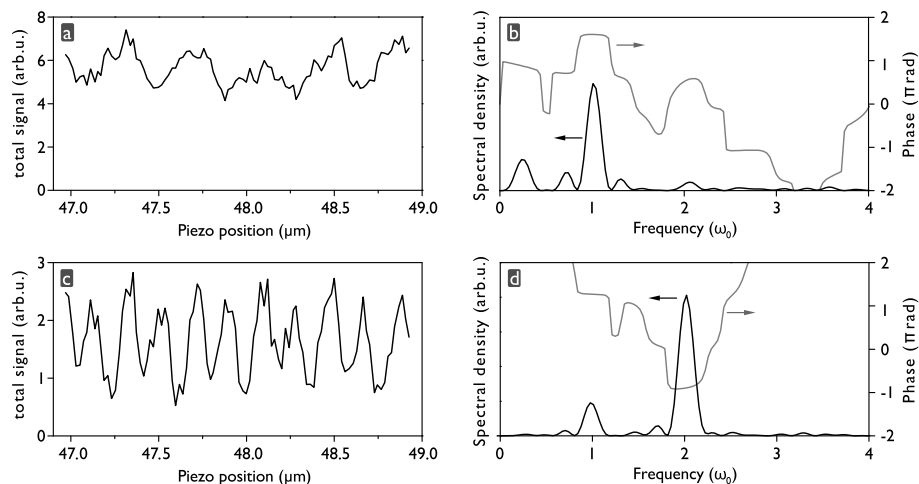 a
total signal (arb.u.)
8
6
4
2
0
47.0 47.5 48.0 48.5 49.0
Piezo position (µm)
b
Spectral density (arb.u.)
2
1
0
-1
-2
Phase (π rad)
0 1 2 3 4
Frequency (ω₀)
c
total signal (arb.u.)
3
2
1
0
47.0 47.5 48.0 48.5 49.0
Piezo position (µm)
d
Spectral density (arb.u.)
2
1
0
-1
-2
Phase (π rad)
0 1 2 3 4
Frequency (ω₀)